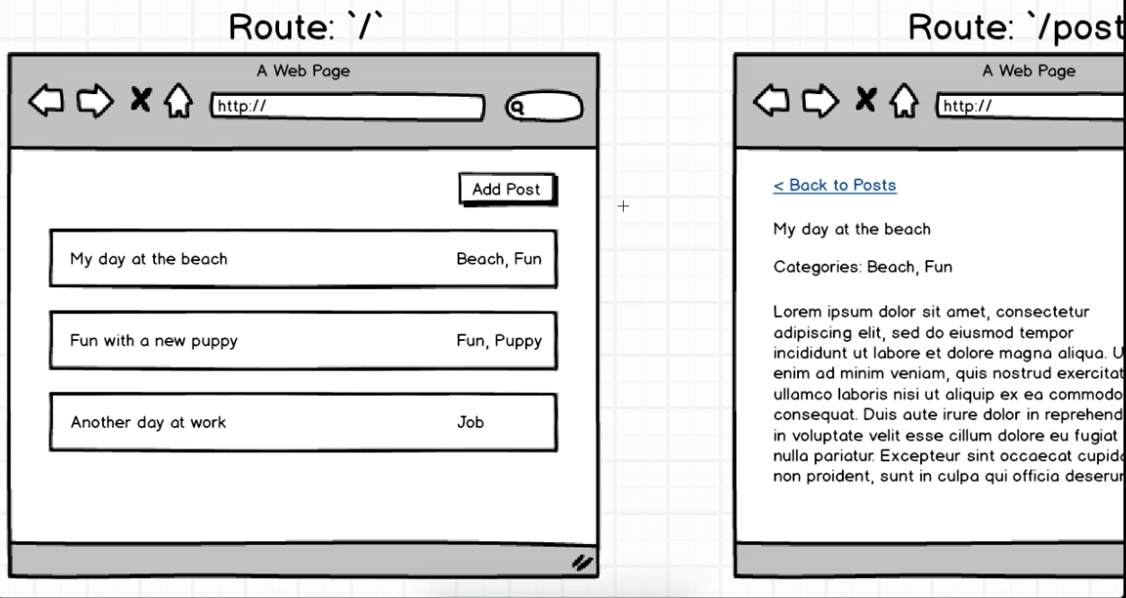 Route: `/`
A Web Page
http://
Add Post
My day at the beach
Beach, Fun
Fun with a new puppy
Fun, Puppy
Another day at work
Job
Route: `/post
A Web Page
http://
< Back to Posts
My day at the beach
Categories: Beach, Fun
Lorem ipsum dolor sit amet, consectetur
adipiscing elit, sed do eiusmod tempor
incididunt ut labore et dolore magna aliqua. U
enim ad minim veniam, quis nostrud exercitat
ullamco laboris nisi ut aliquip ex ea commodo
consequat. Duis aute irure dolor in reprehend
in voluptate velit esse cillum dolore eu fugiat
nulla pariatur. Excepteur sint occaecat cupida
non proident, sunt in culpa qui officia deserun